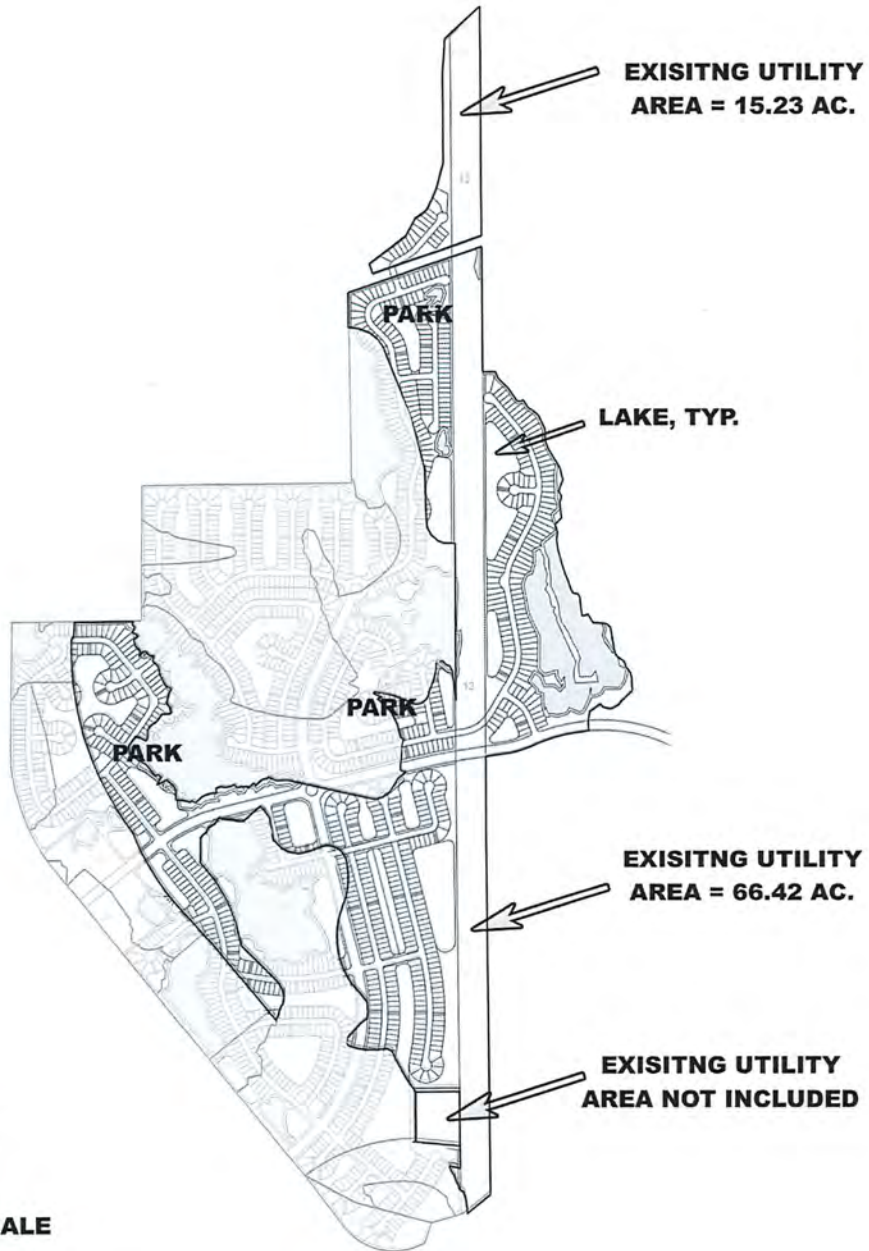 EXISITNG UTILITY
AREA = 15.23 AC.
PARK
LAKE, TYP.
PARK
PARK
EXISITNG UTILITY
AREA = 66.42 AC.
EXISITNG UTILITY
AREA NOT INCLUDED
ALE